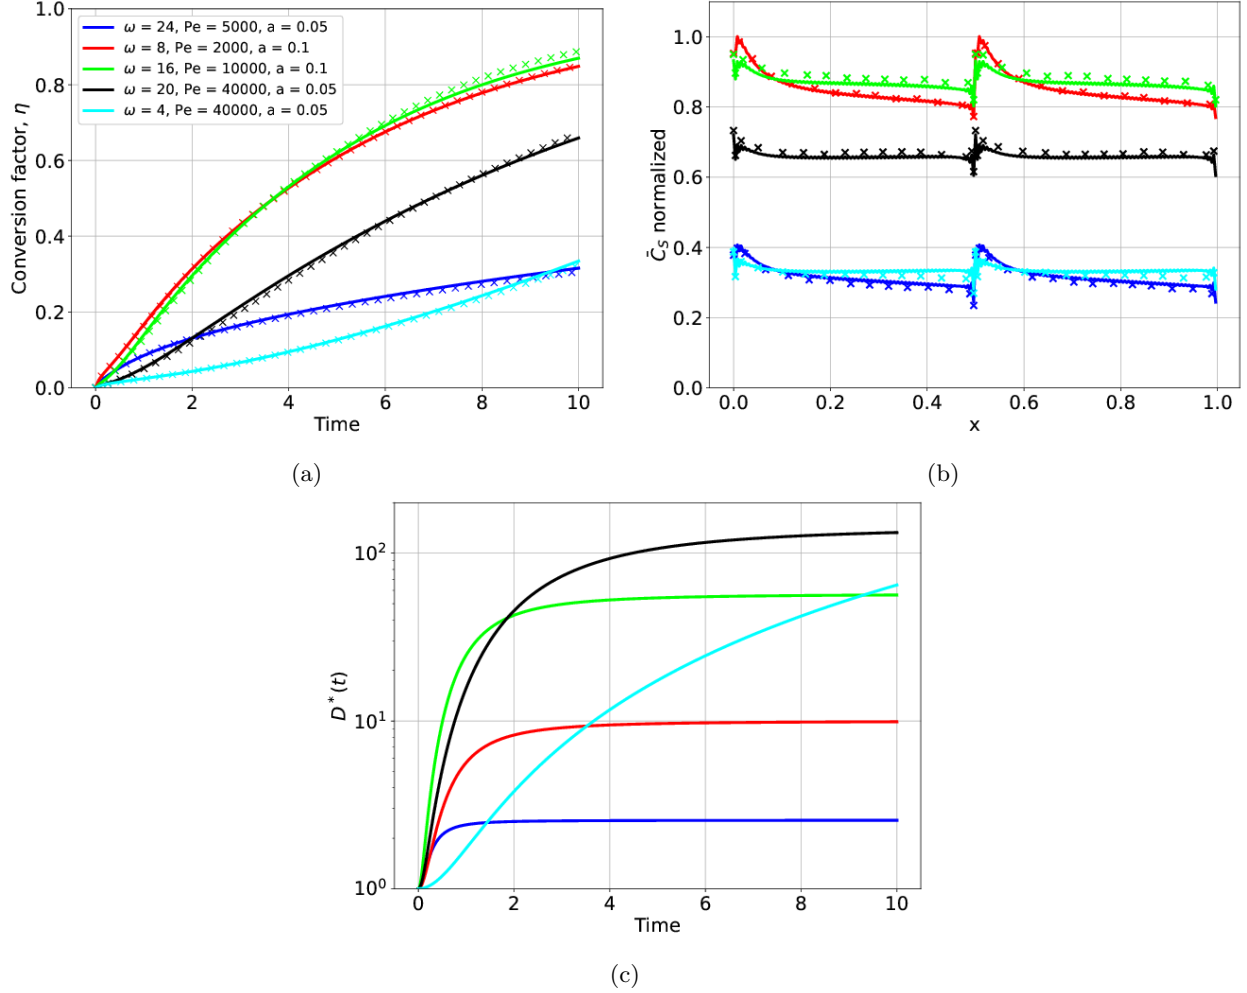 1.0
0.8
0.6
0.4
0.2
0.0
Conversion factor, η
ω = 24, Pe = 5000, a = 0.05
ω = 8, Pe = 2000, a = 0.1
ω = 16, Pe = 10000, a = 0.1
ω = 20, Pe = 40000, a = 0.05
ω = 4, Pe = 40000, a = 0.05
0 2 4 6 8 10
Time
(a)
1.0
0.8
0.6
0.4
0.2
0.0
C̄_S normalized
0.0 0.2 0.4 0.6 0.8 1.0
x
(b)
10²
10¹
10⁰
D*(t)
0 2 4 6 8 10
Time
(c)